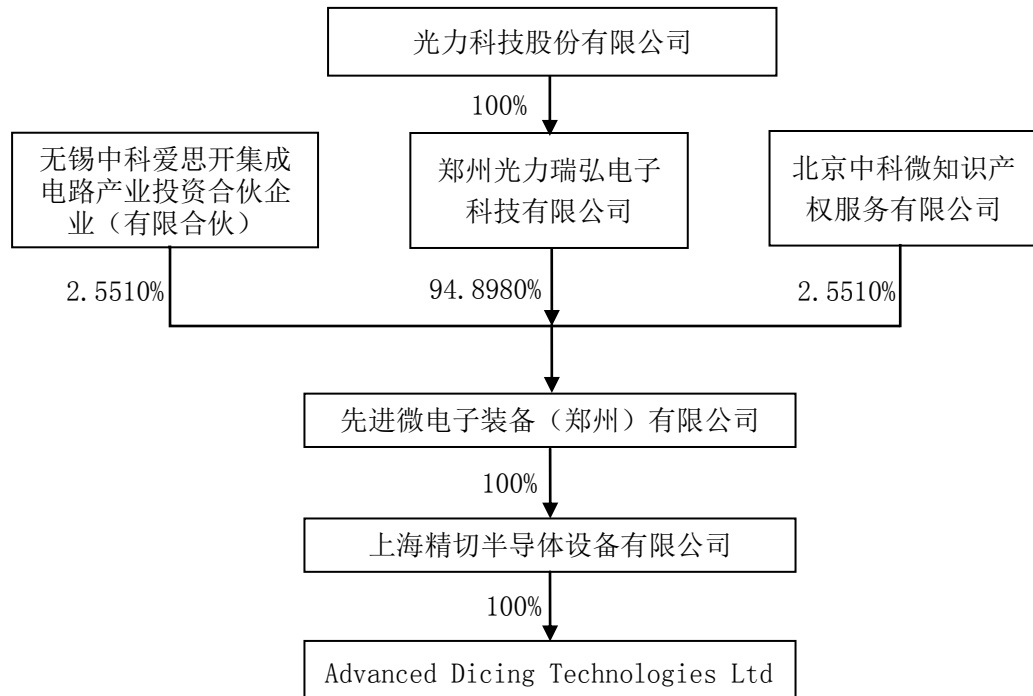 光力科技股份有限公司
100%
无锡中科爱思开集成
电路产业投资合伙企
业（有限合伙）
郑州光力瑞弘电子
科技有限公司
北京中科微知识产
权服务有限公司
2.5510%
94.8980%
2.5510%
先进微电子装备（郑州）有限公司
100%
上海精切半导体设备有限公司
100%
Advanced Dicing Technologies Ltd